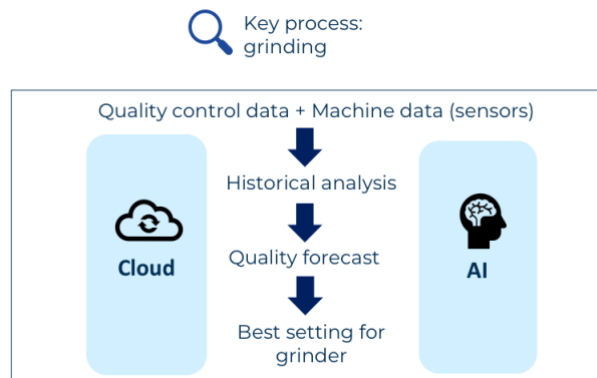 Key process:
grinding
Quality control data + Machine data (sensors)
Historical analysis
Cloud
Quality forecast
AI
Best setting for
grinder